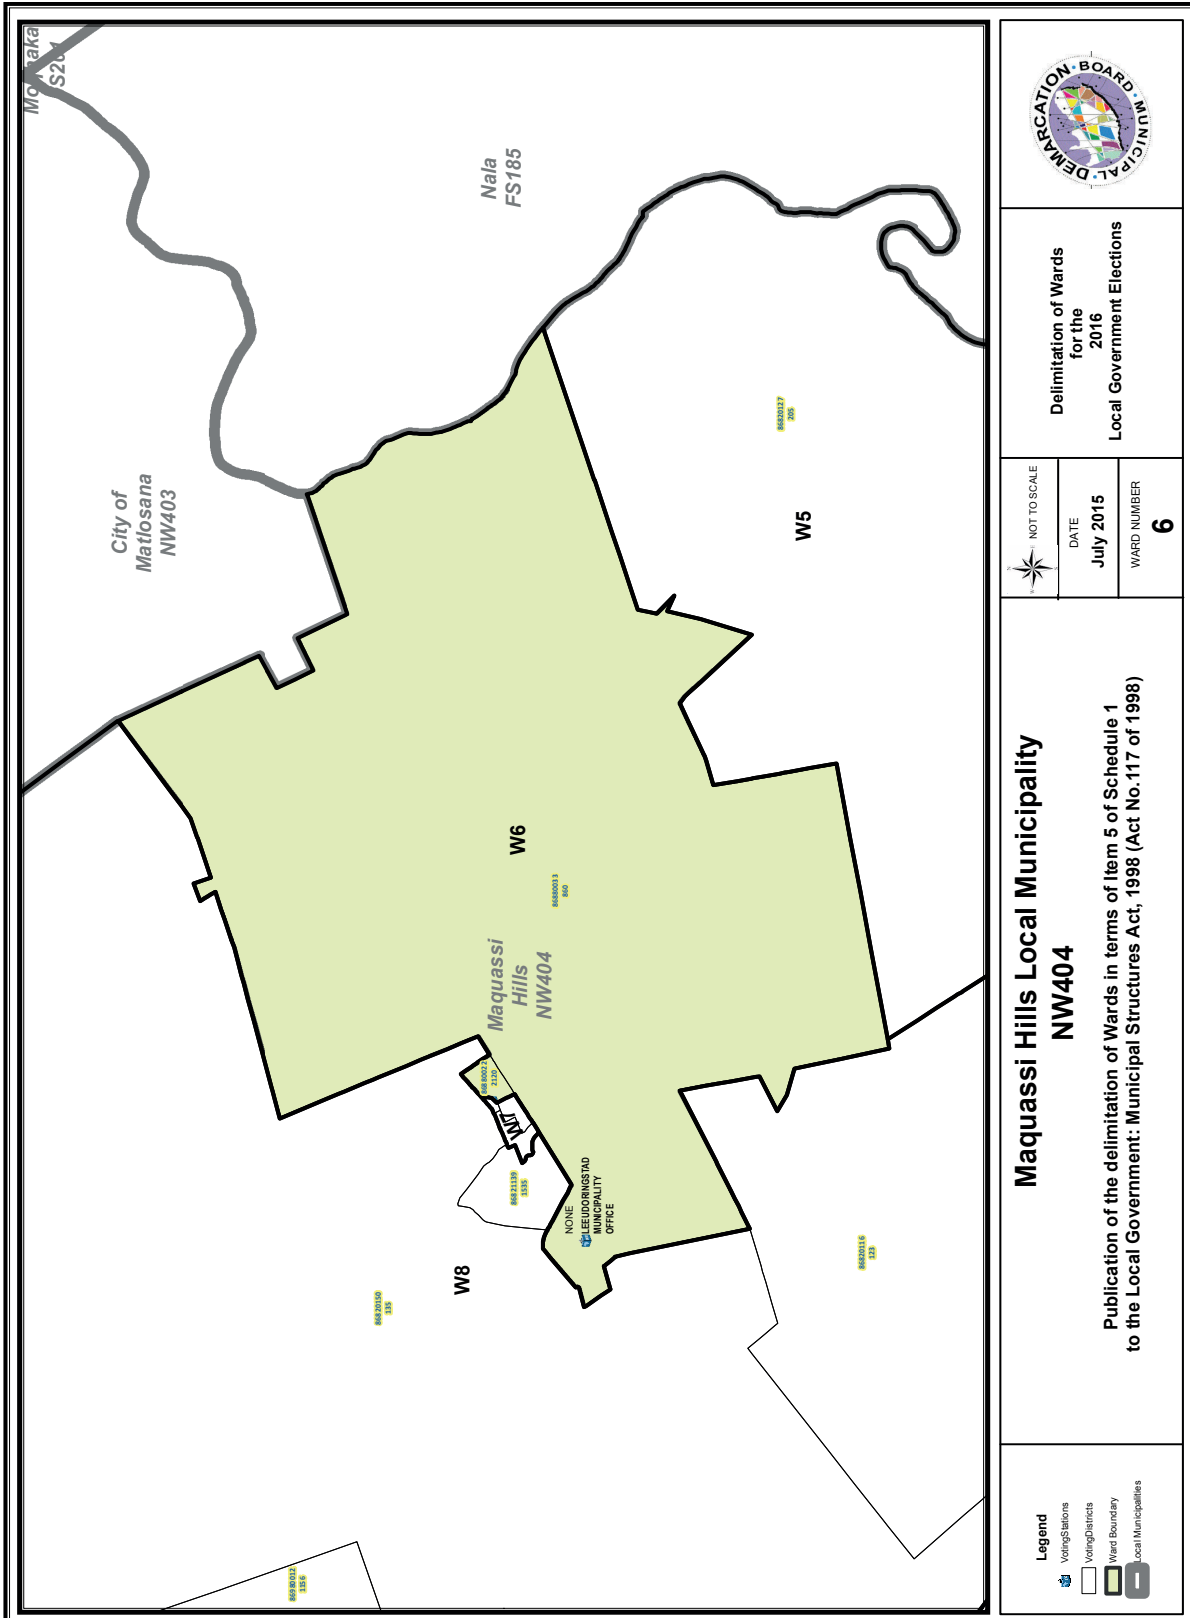 City of
Matlosana
NW403
Nala
FS185
W5
86820127
205
W6
86880033
860
Maquassi
Hills
NW404
86880022
2120
W7
86821139
1535
NONE
LEEUDORINGSTAD
MUNICIPALITY
OFFICE
W8
86820150
135
86820116
123
86980012
1156
Legend
VotingStations
VotingDistricts
Ward Boundary
Local Municipalities
Maquassi Hills Local Municipality
NW404
Publication of the delimitation of Wards in terms of Item 5 of Schedule 1
to the Local Government: Municipal Structures Act, 1998 (Act No.117 of 1998)
N
W
E
S
NOT TO SCALE
DATE
July 2015
WARD NUMBER
6
Delimitation of Wards
for the
2016
Local Government Elections
MUNICIPAL · DEMARCATION · BOARD ·